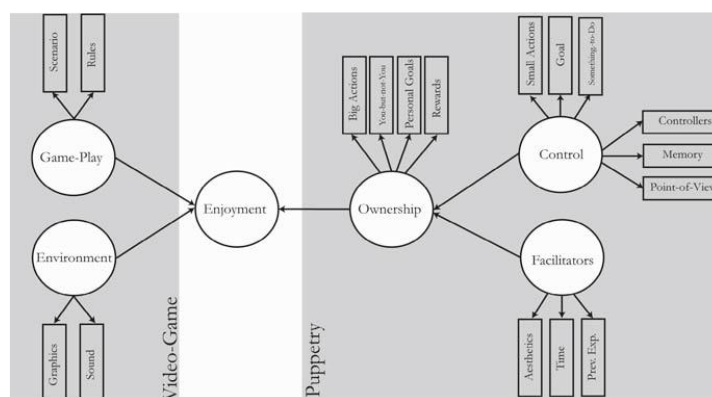 Scenario
Rules
Game-Play
Environment
Graphics
Sound
Video-Game
Enjoyment
Puppetry
Big Actions
You-but-not-You
Personal Goals
Rewards
Ownership
Small Actions
Goal
Something-to-Do
Control
Controllers
Memory
Point-of-View
Facilitators
Aesthetics
Time
Prev. Exp.